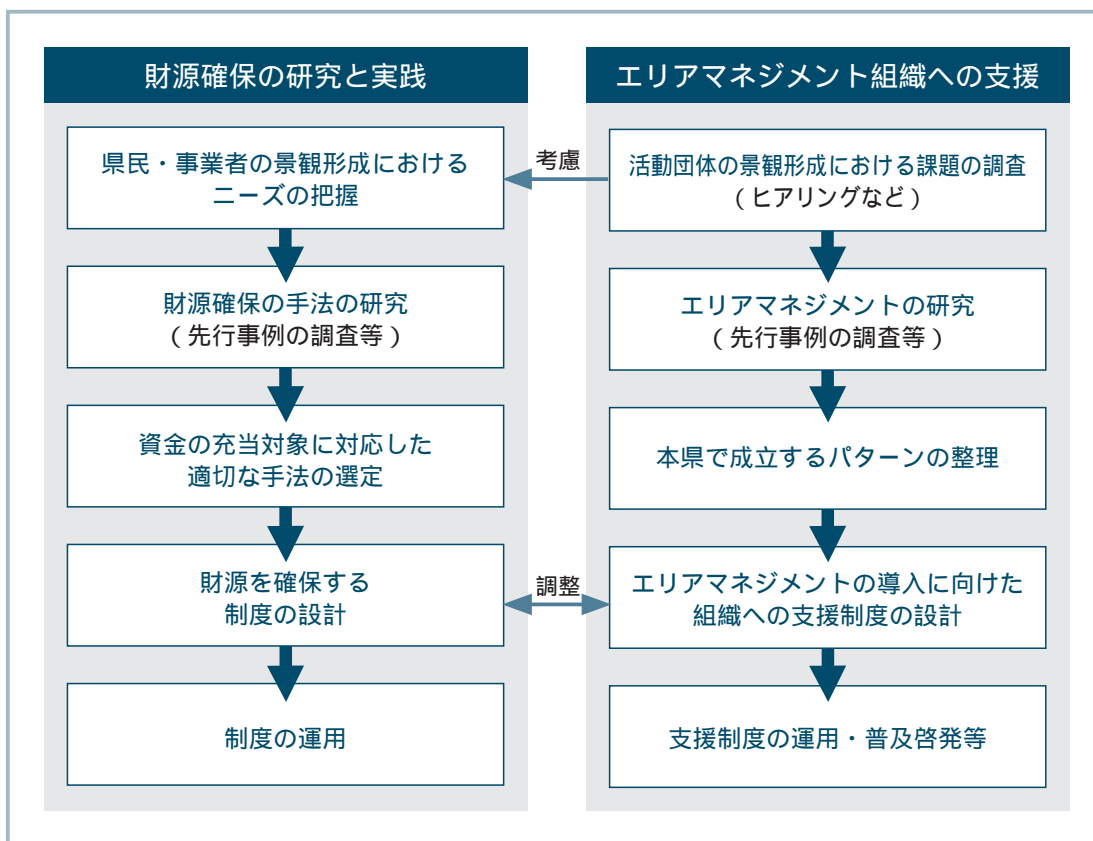 財源確保の研究と実践
県民・事業者の景観形成における
ニーズの把握
財源確保の手法の研究
（先行事例の調査等）
資金の充当対象に対応した
適切な手法の選定
財源を確保する
制度の設計
制度の運用
考慮
調整
エリアマネジメント組織への支援
活動団体の景観形成における課題の調査
（ヒアリングなど）
エリアマネジメントの研究
（先行事例の調査等）
本県で成立するパターンの整理
エリアマネジメントの導入に向けた
組織への支援制度の設計
支援制度の運用・普及啓発等